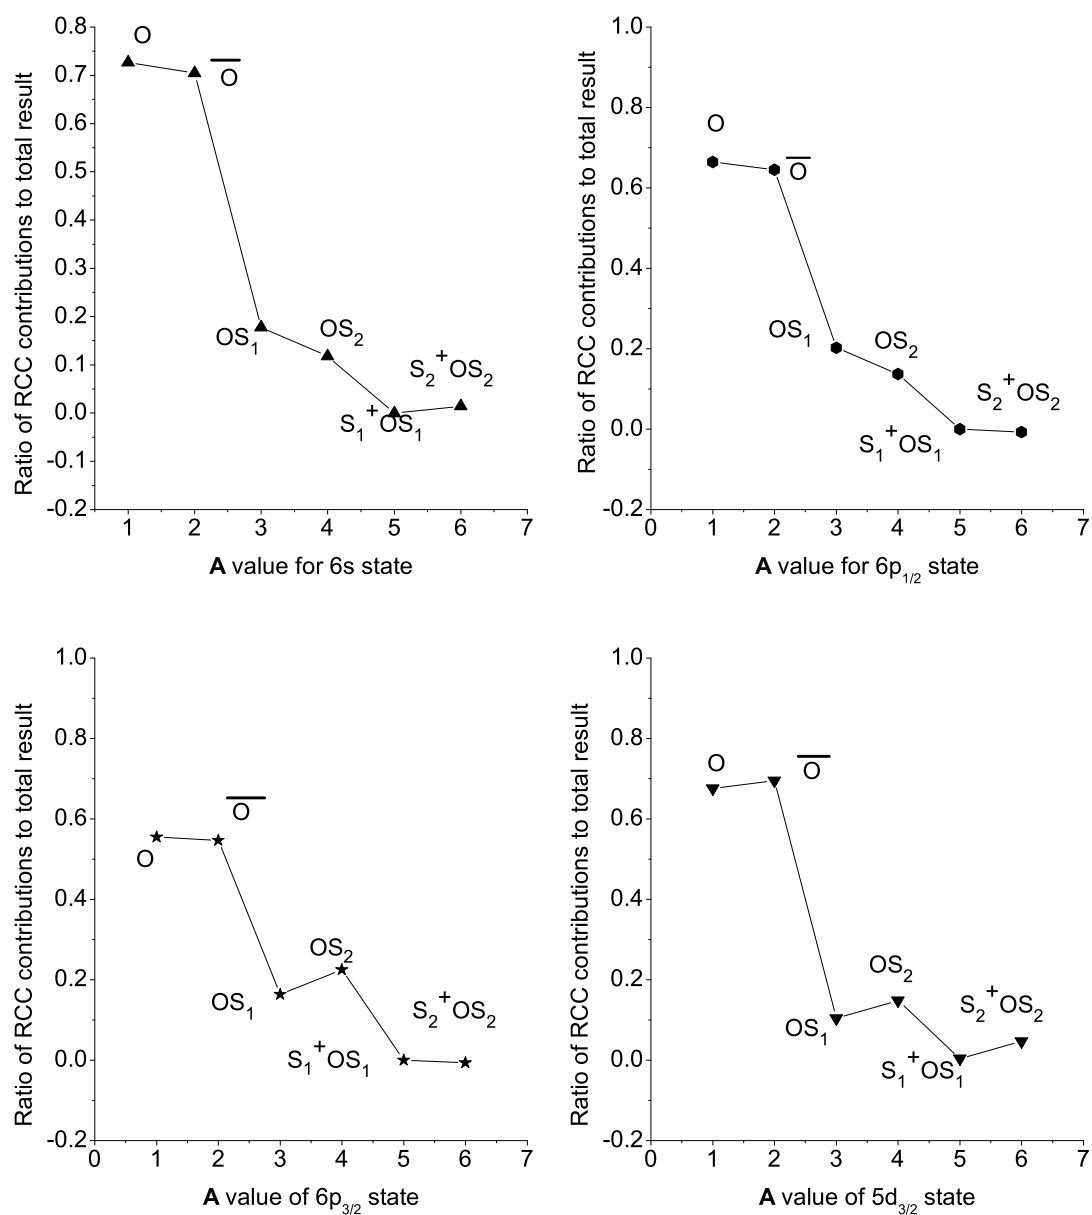 Ratio of RCC contributions to total result
0.8
0.7
0.6
0.5
0.4
0.3
0.2
0.1
0.0
-0.1
-0.2
O
O̅
OS₁
OS₂
S₁⁺OS₁
S₂⁺OS₂
1 2 3 4 5 6 7
A value for 6s state
Ratio of RCC contributions to total result
1.0
0.8
0.6
0.4
0.2
0.0
-0.2
O
O̅
OS₁
OS₂
S₁⁺OS₁
S₂⁺OS₂
0 1 2 3 4 5 6 7
A value for 6p₁/₂ state
Ratio of RCC contributions to total result
1.0
0.8
0.6
0.4
0.2
0.0
-0.2
O
O̅
OS₁
OS₂
S₁⁺OS₁
S₂⁺OS₂
0 1 2 3 4 5 6 7
A value of 6p₃/₂ state
Ratio of RCC contributions to total result
1.0
0.8
0.6
0.4
0.2
0.0
-0.2
O
O̅
OS₁
OS₂
S₁⁺OS₁
S₂⁺OS₂
0 1 2 3 4 5 6 7
A value of 5d₃/₂ state